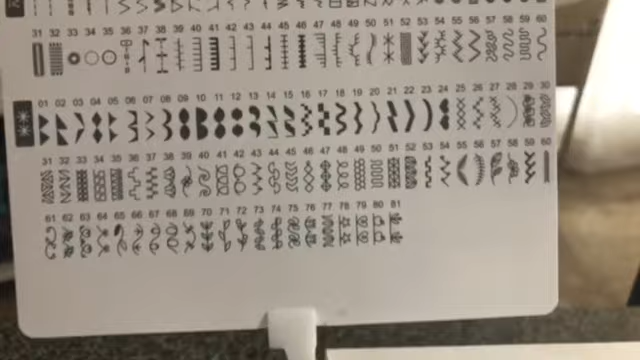 31 32 33 34 35 36 37 38 39 40 41 42 43 44 45 46 47 48 49 50 51 52 53 54 55 56 57 58 59 60
01 02 03 04 05 06 07 08 09 10 11 12 13 14 15 16 17 18 19 20 21 22 23 24 25 26 27 28 29 30
31 32 33 34 35 36 37 38 39 40 41 42 43 44 45 46 47 48 49 50 51 52 53 54 55 56 57 58 59 60
61 62 63 64 65 66 67 68 69 70 71 72 73 74 75 76 77 78 79 80 81